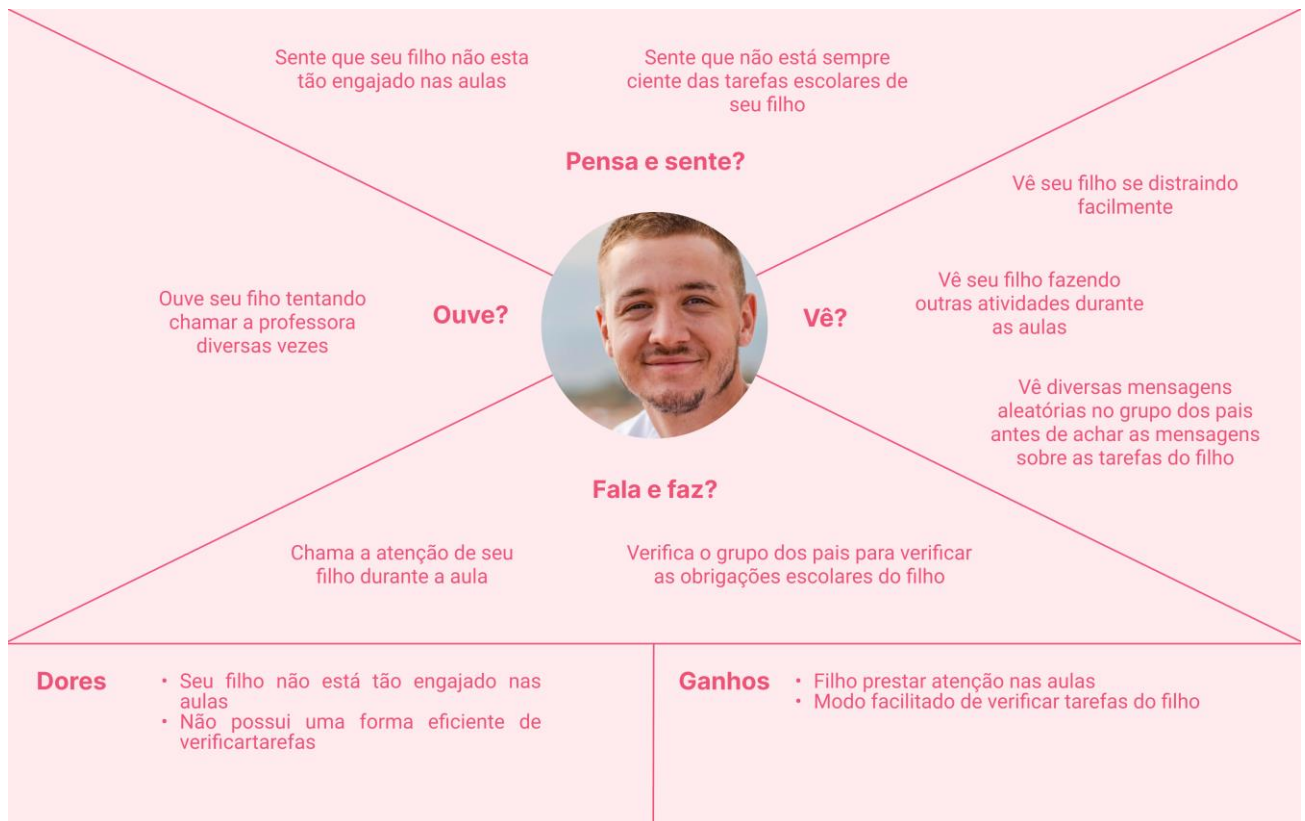 Sente que seu filho não esta
tão engajado nas aulas
Sente que não está sempre
ciente das tarefas escolares de
seu filho
Pensa e sente?
Vê seu filho se distraindo
facilmente
Ouve seu fiho tentando
chamar a professora
diversas vezes
Ouve?
Vê?
Vê seu filho fazendo
outras atividades durante
as aulas
Vê diversas mensagens
aleatórias no grupo dos pais
antes de achar as mensagens
sobre as tarefas do filho
Fala e faz?
Chama a atenção de seu
filho durante a aula
Verifica o grupo dos pais para verificar
as obrigações escolares do filho
Dores
• Seu filho não está tão engajado nas
aulas
• Não possui uma forma eficiente de
verificartarefas
Ganhos
• Filho prestar atenção nas aulas
• Modo facilitado de verificar tarefas do filho